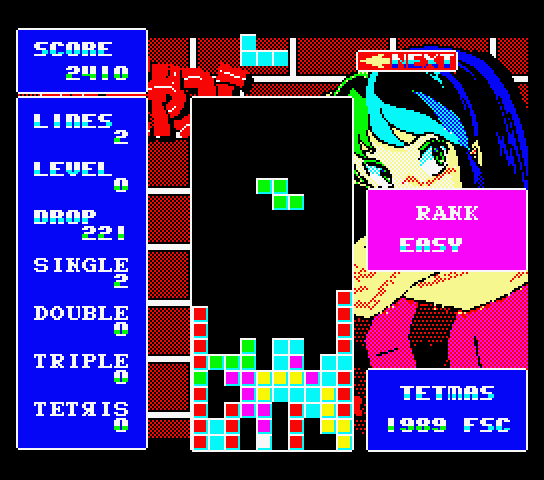 SCORE
2410
NEXT
LINES
2
LEVEL
0
DROP
221
SINGLE
2
DOUBLE
0
TRIPLE
0
TETЯIS
0
RANK
EASY
TETMAS
1989 FSC